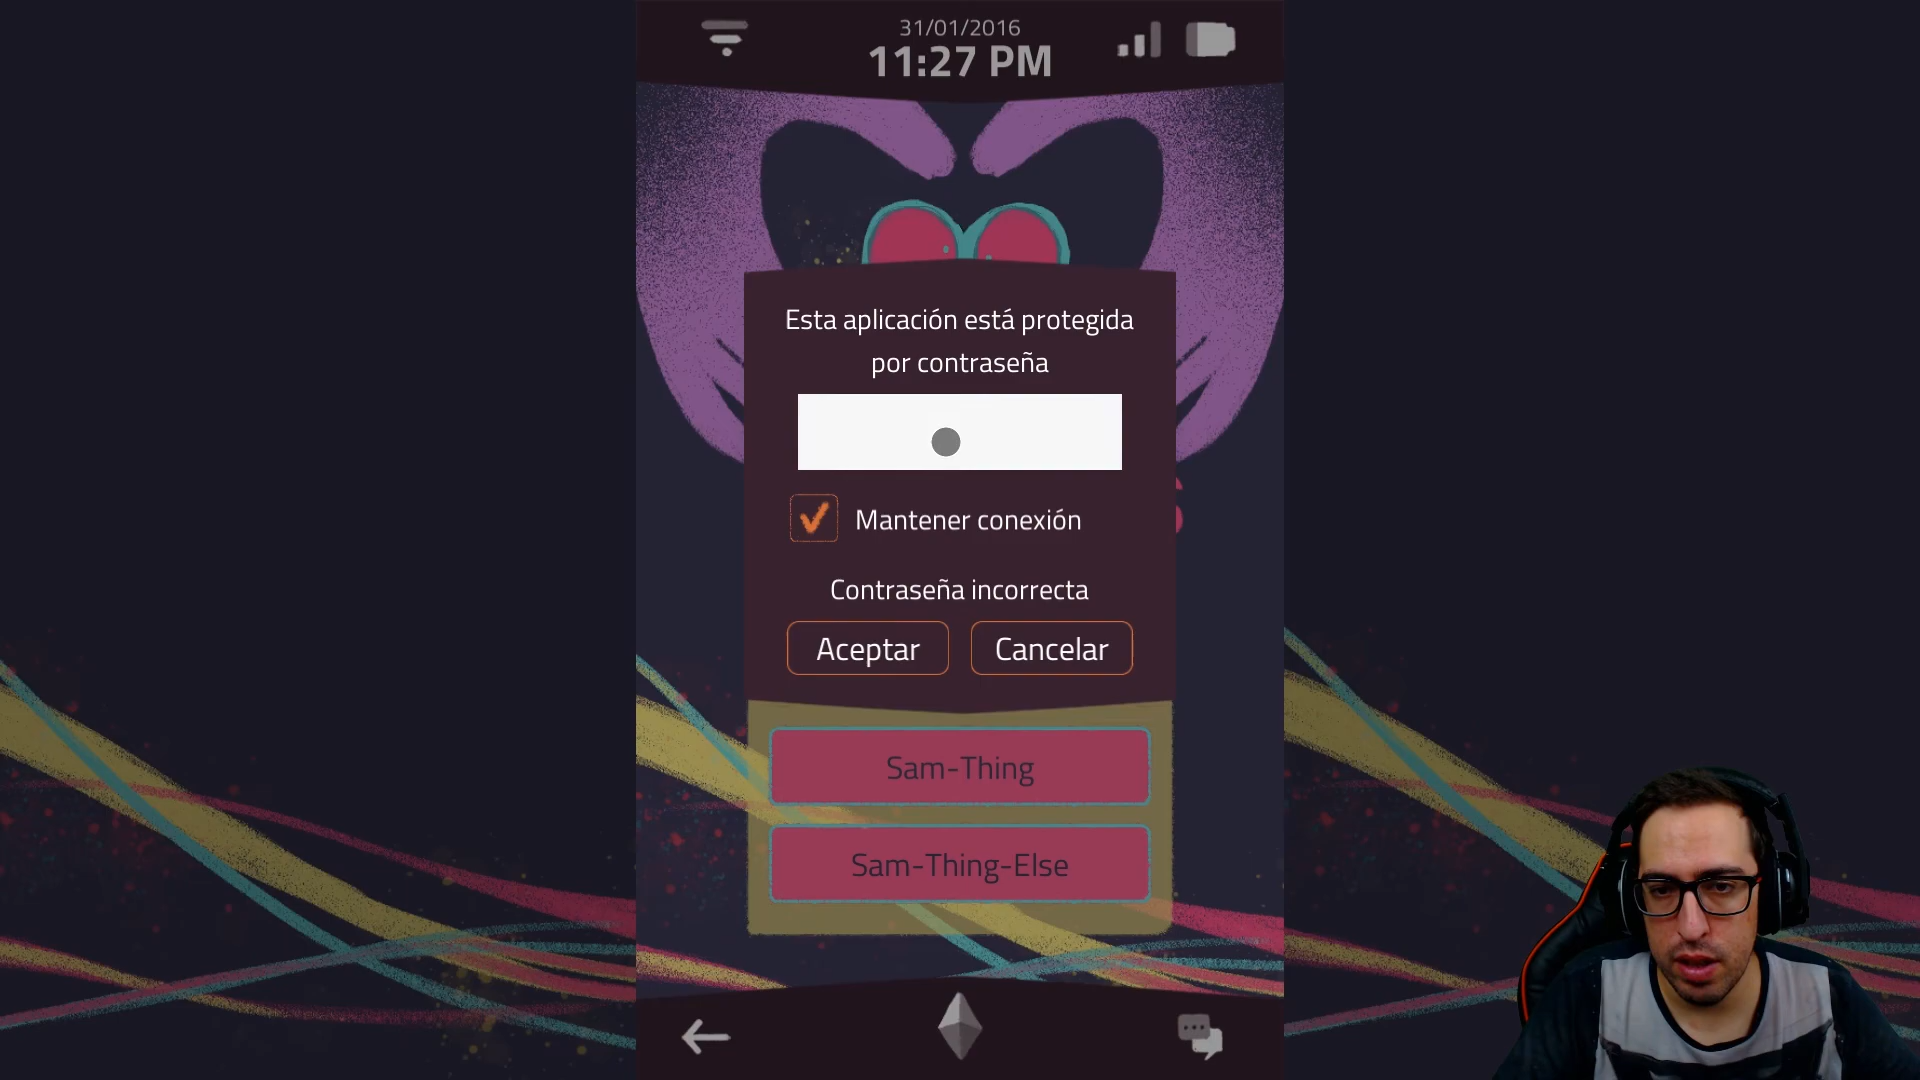 31/01/2016
11:27 PM
Esta aplicación está protegida
por contraseña
Mantener conexión
Contraseña incorrecta
Aceptar
Cancelar
Sam-Thing
Sam-Thing-Else